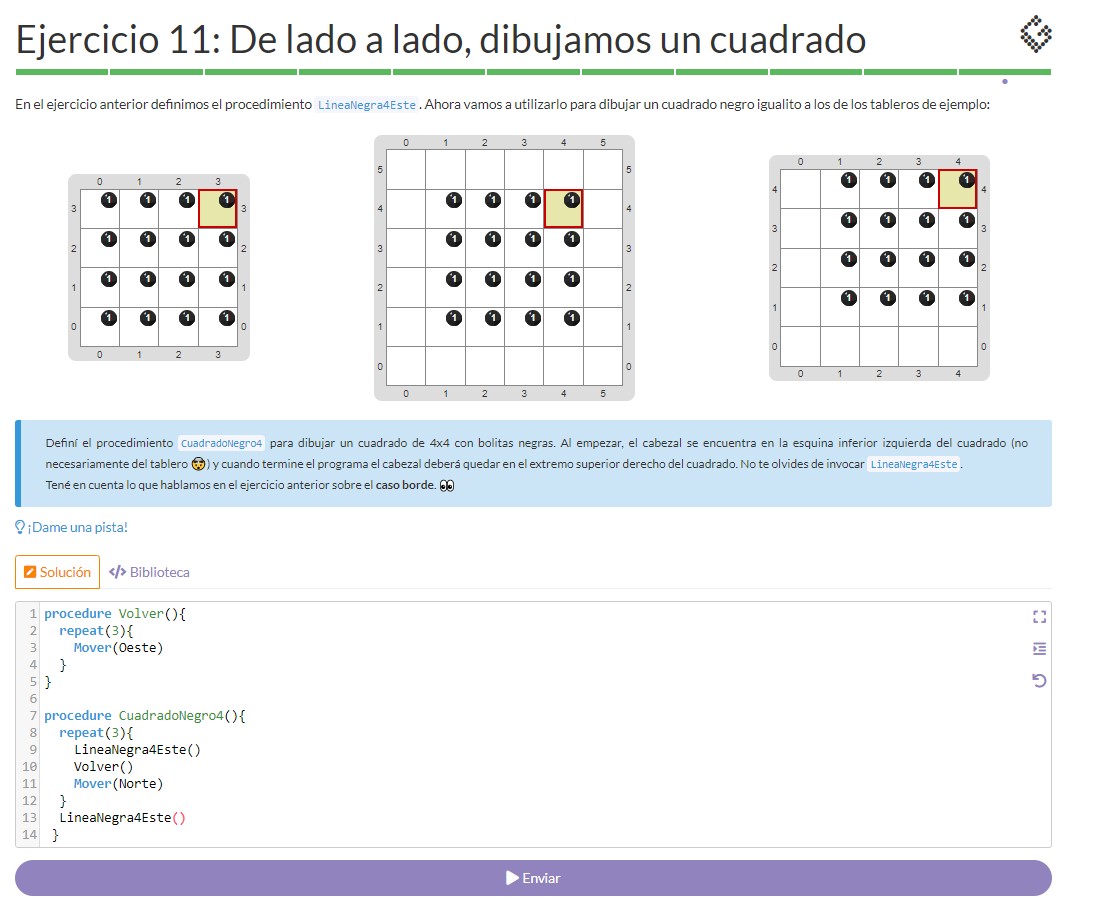 Ejercicio 11: De lado a lado, dibujamos un cuadrado
En el ejercicio anterior definimos el procedimiento LineaNegra4Este. Ahora vamos a utilizarlo para dibujar un cuadrado negro igualito a los de los tableros de ejemplo:
0 1 2 3
3 1 1 1 1 3
2 1 1 1 1 2
1 1 1 1 1 1
0 1 1 1 1 0
0 1 2 3
0 1 2 3 4 5
5 5
4 1 1 1 1 4
3 1 1 1 1 3
2 1 1 1 1 2
1 1 1 1 1 1
0 0
0 1 2 3 4 5
0 1 2 3 4
4 1 1 1 1 4
3 1 1 1 1 3
2 1 1 1 1 2
1 1 1 1 1 1
0 0
0 1 2 3 4
Definí el procedimiento CuadradoNegro4 para dibujar un cuadrado de 4x4 con bolitas negras. Al empezar, el cabezal se encuentra en la esquina inferior izquierda del cuadrado (no
necesariamente del tablero 😲) y cuando termine el programa el cabezal deberá quedar en el extremo superior derecho del cuadrado. No te olvides de invocar LineaNegra4Este.
Tené en cuenta lo que hablamos en el ejercicio anterior sobre el caso borde. 👀
¡Dame una pista!
Solución </> Biblioteca
1 procedure Volver(){
2 repeat(3){
3 Mover(Oeste)
4 }
5 }
6
7 procedure CuadradoNegro4(){
8 repeat(3){
9 LineaNegra4Este()
10 Volver()
11 Mover(Norte)
12 }
13 LineaNegra4Este()
14 }
Enviar